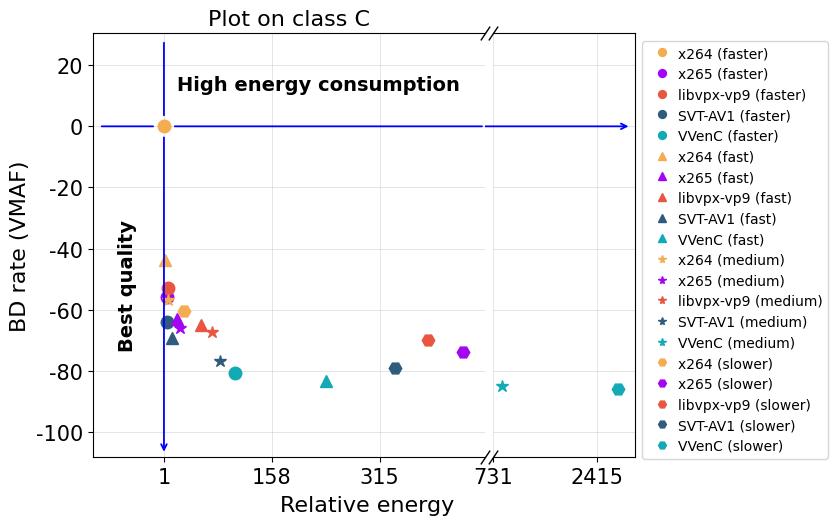 Plot on class C
High energy consumption
Best quality
BD rate (VMAF)
20
0
-20
-40
-60
-80
-100
1
158
315
731
2415
Relative energy
x264 (faster)
x265 (faster)
libvpx-vp9 (faster)
SVT-AV1 (faster)
VVenC (faster)
x264 (fast)
x265 (fast)
libvpx-vp9 (fast)
SVT-AV1 (fast)
VVenC (fast)
x264 (medium)
x265 (medium)
libvpx-vp9 (medium)
SVT-AV1 (medium)
VVenC (medium)
x264 (slower)
x265 (slower)
libvpx-vp9 (slower)
SVT-AV1 (slower)
VVenC (slower)